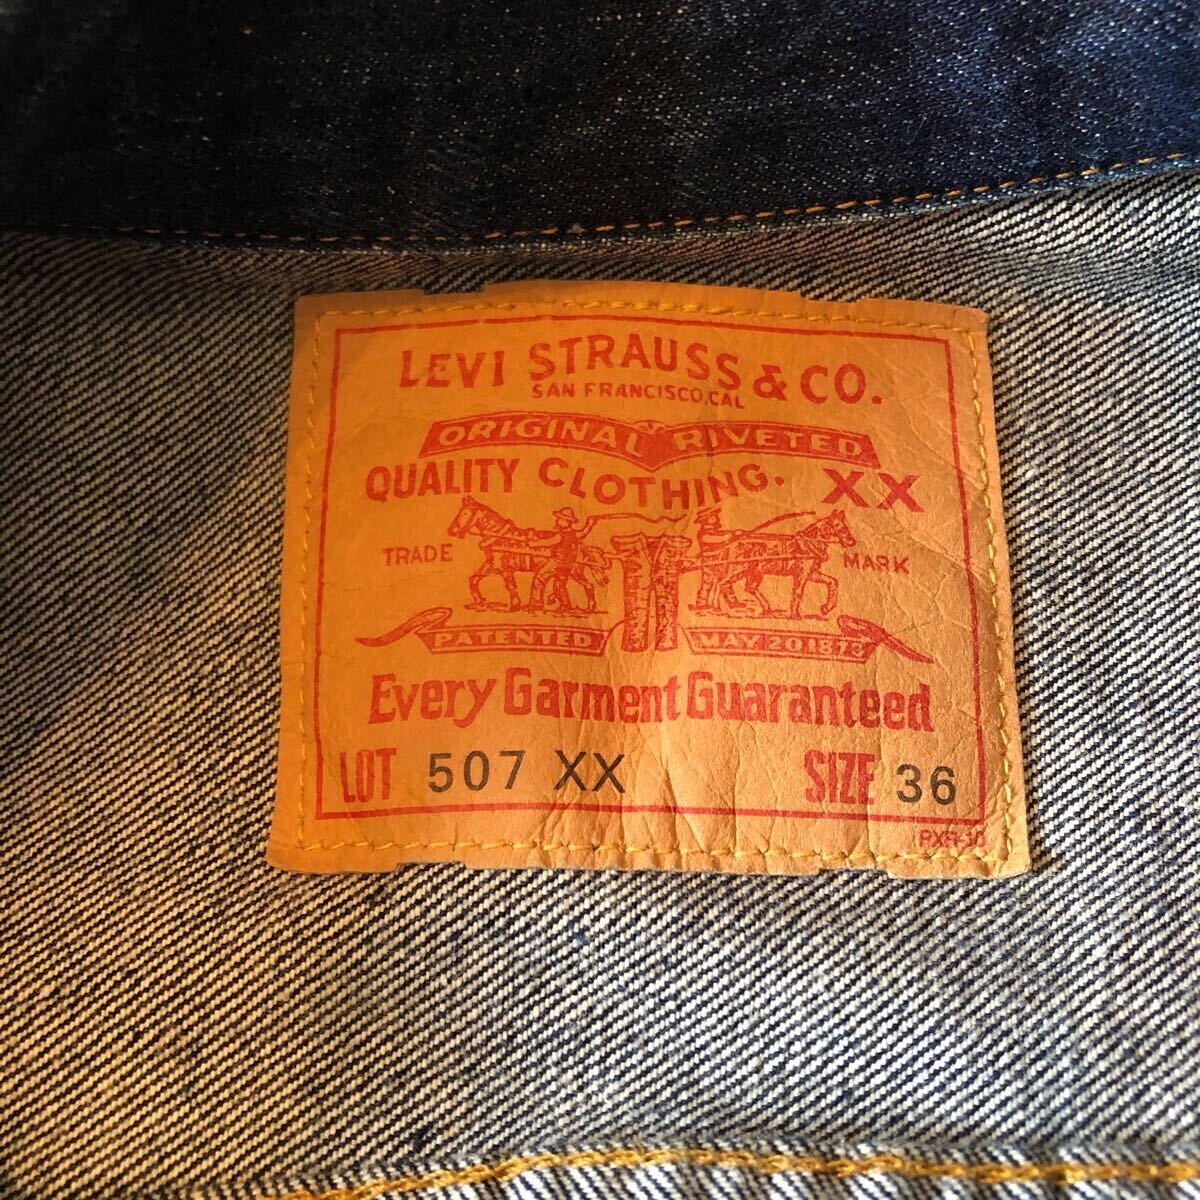 LEVI STRAUSS & CO.
SAN FRANCISCO, CAL
ORIGINAL RIVETED
QUALITY CLOTHING. XX
TRADE MARK
PATENTED MAY 20 1873
Every Garment Guaranteed
LOT 507 XX SIZE 36